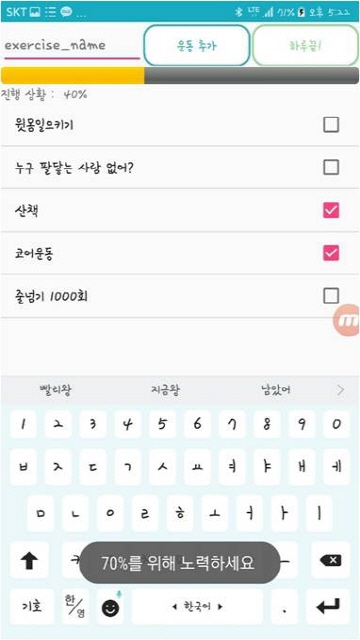 SKT ... LTE 71% 오후 5:22
exercise_name 운동 추가 하루끝!
진행 상황 : 40%
윗몸일으키기
누구 팔닿는 사람 없어?
산책
코어운동
줄넘기 1000회
빨리왕 지금왕 남았어
1 2 3 4 5 6 7 8 9 0
ㅂ ㅈ ㄷ ㄱ ㅅ ㅛ ㅕ ㅑ ㅐ ㅔ
ㅁ ㄴ ㅇ ㄹ ㅎ ㅗ ㅓ ㅏ ㅣ
70%를 위해 노력하세요
기호 한/영 한국어 .